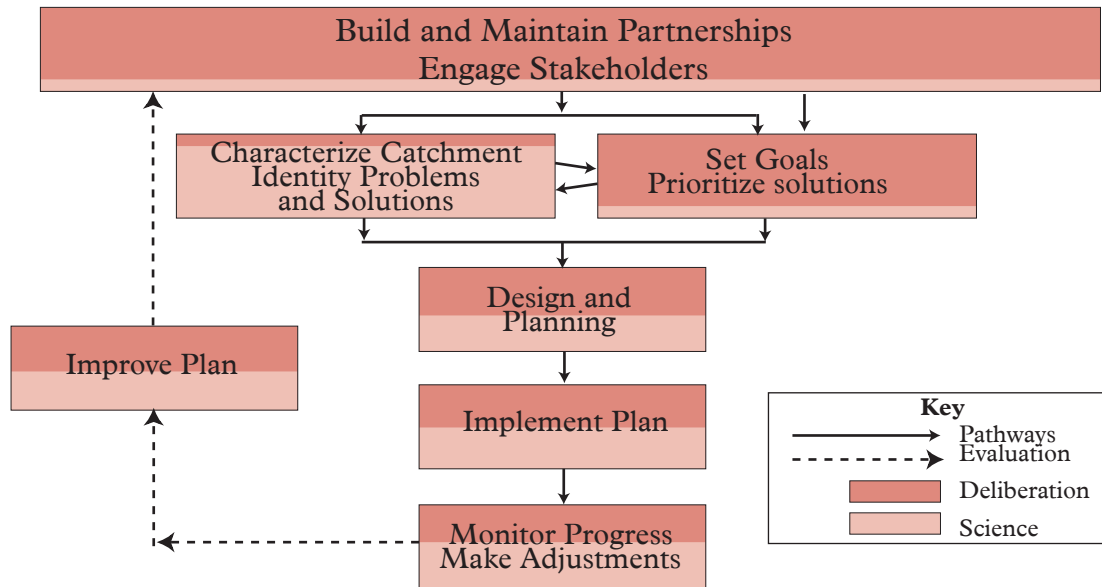 Build and Maintain Partnerships
Engage Stakeholders
Characterize Catchment
Identity Problems
and Solutions
Set Goals
Prioritize solutions
Design and
Planning
Improve Plan
Implement Plan
Monitor Progress
Make Adjustments
Key
Pathways
Evaluation
Deliberation
Science